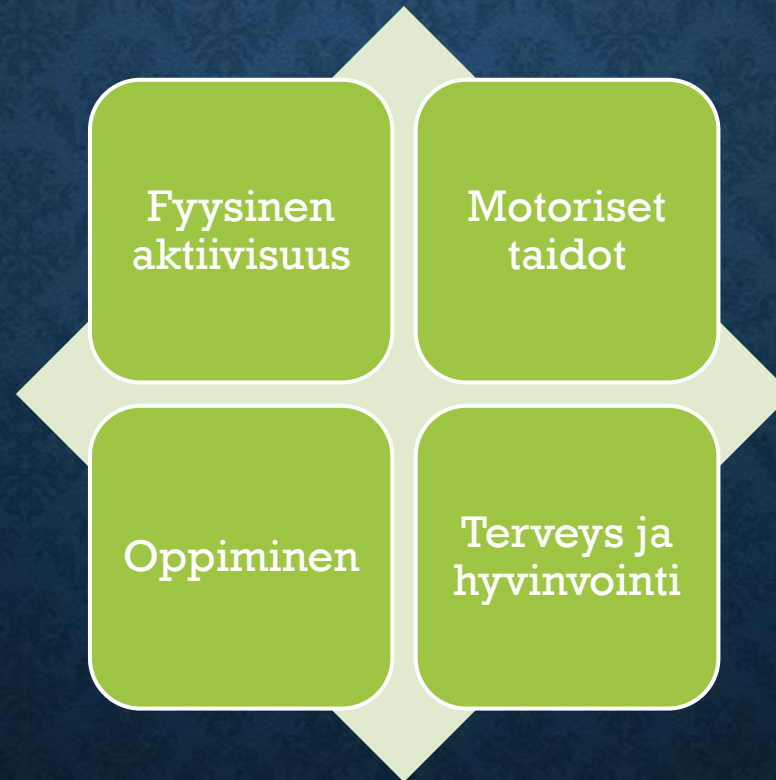 Fyysinen
aktiivisuus
Motoriset
taidot
Oppiminen
Terveys ja
hyvinvointi